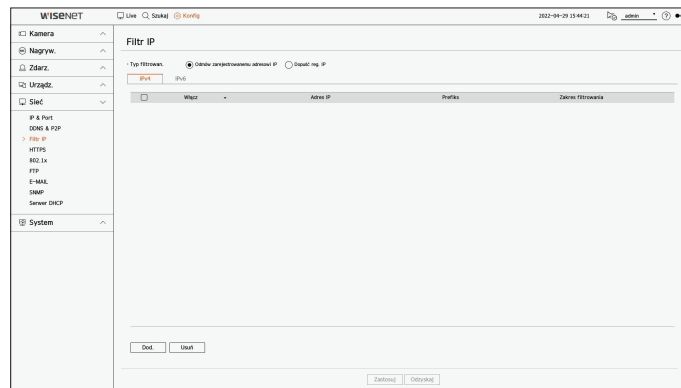 WISENET Live Szukaj Konfig 2022-04-29 15:44:21 admin ?
Kamera
Nagryw.
Zdarz.
Urządz.
Sieć
IP & Port
DDNS & P2P
> Filtr IP
HTTPS
802.1x
FTP
E-MAIL
SNMP
Serwer DHCP
System
Filtr IP
Typ filtrowan. Odmów zarejestrowanemu adresowi IP Dopuść reg. IP
IPv4 IPv6
Włącz Adres IP Prefiks Zakres filtrowania
Dod. Usuń
Zastosuj Odzyskaj